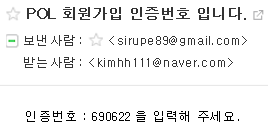 POL 회원가입 인증번호 입니다.
보낸 사람 : <sirupe89@gmail.com>
받는 사람 : <kimhh111@naver.com>
인증번호 : 690622 을 입력해 주세요.